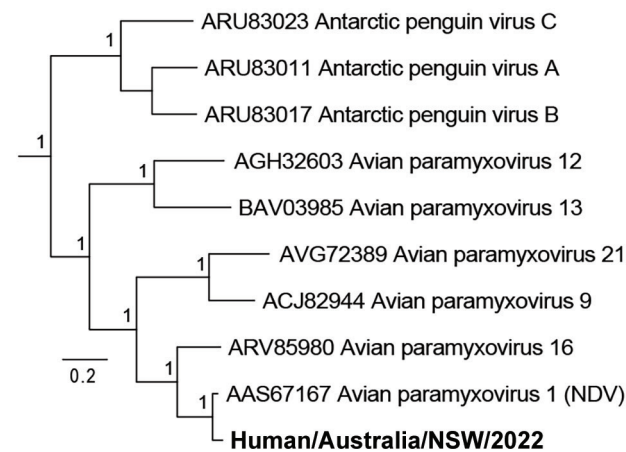 1
ARU83023 Antarctic penguin virus C
ARU83011 Antarctic penguin virus A
ARU83017 Antarctic penguin virus B
1
1
AGH32603 Avian paramyxovirus 12
BAV03985 Avian paramyxovirus 13
1
1
AVG72389 Avian paramyxovirus 21
ACJ82944 Avian paramyxovirus 9
1
ARV85980 Avian paramyxovirus 16
1
0.2
1
AAS67167 Avian paramyxovirus 1 (NDV)
Human/Australia/NSW/2022